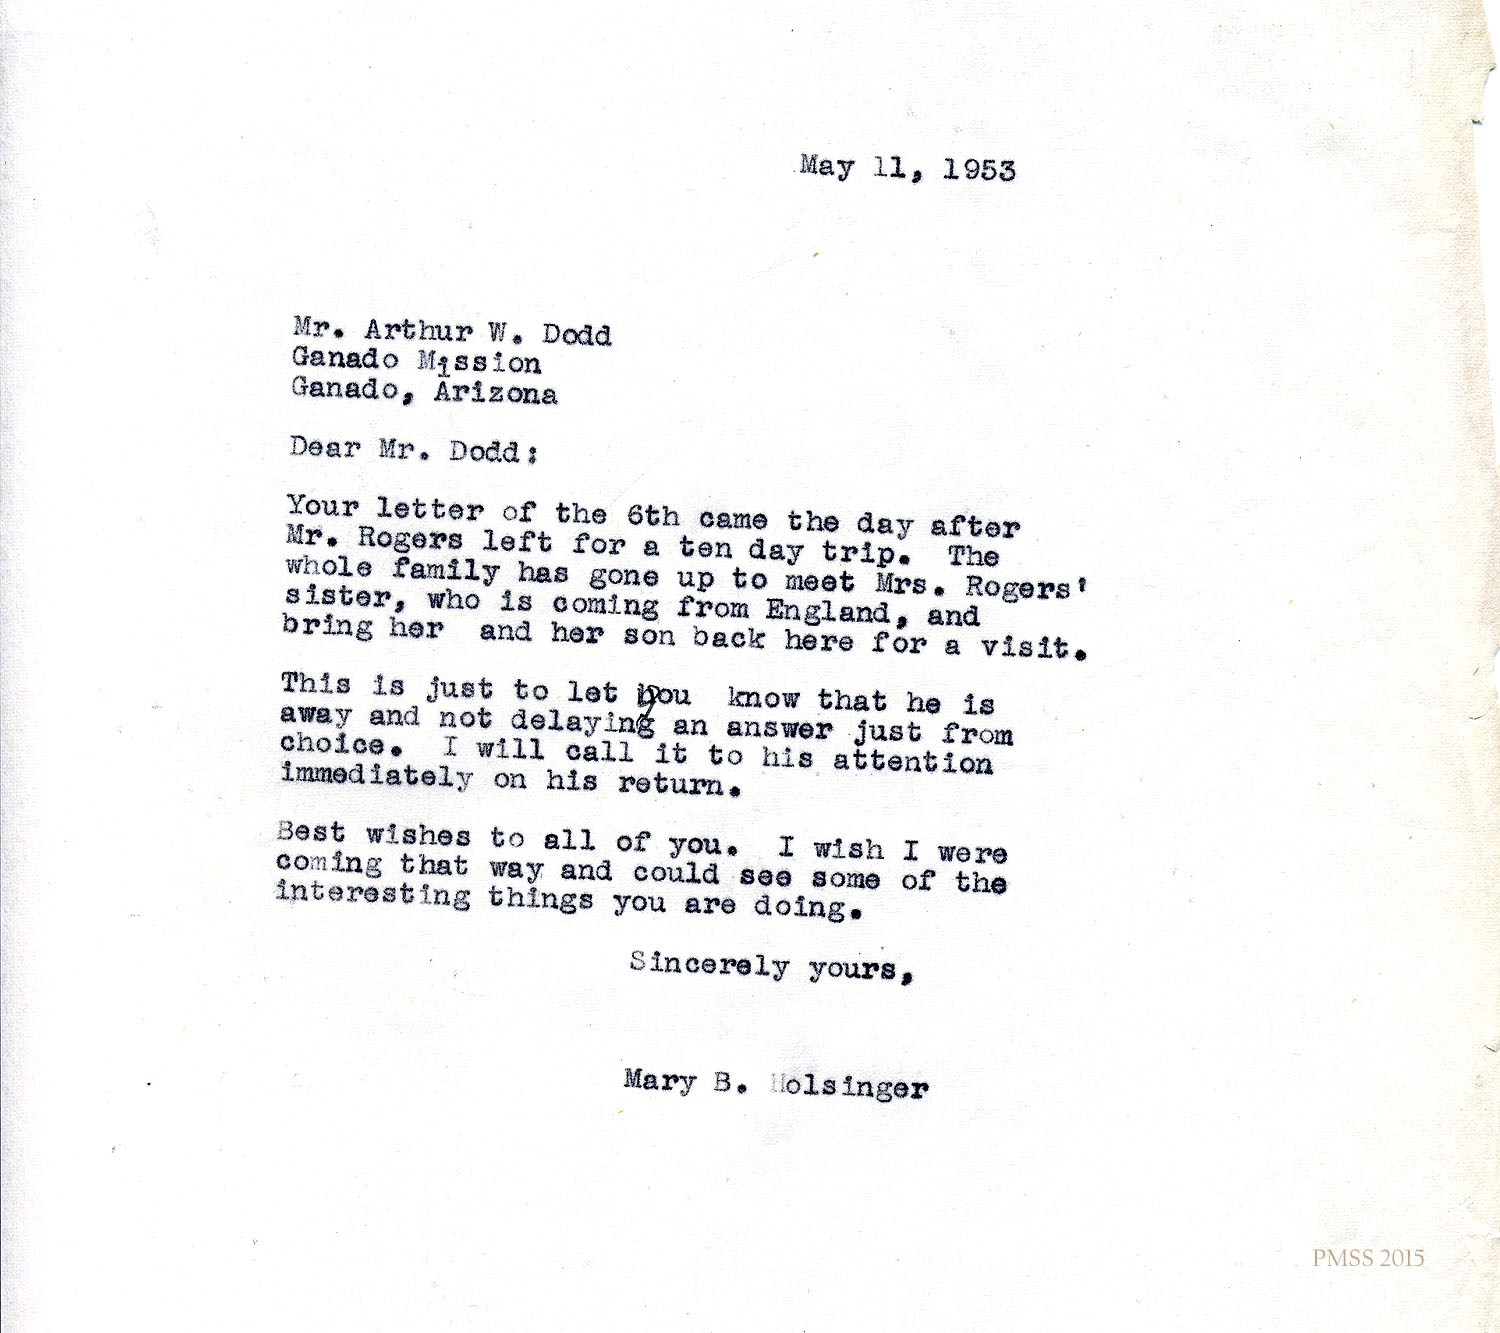 May 11, 1953
Mr. Arthur W. Dodd
Ganado Mission
Ganado, Arizona
Dear Mr. Dodd:
Your letter of the 6th came the day after
Mr. Rogers left for a ten day trip. The
whole family has gone up to meet Mrs. Rogers'
sister, who is coming from England, and
bring her and her son back here for a visit.
This is just to let you know that he is
away and not delaying an answer just from
choice. I will call it to his attention
immediately on his return.
Best wishes to all of you. I wish I were
coming that way and could see some of the
interesting things you are doing.
Sincerely yours,
Mary B. Holsinger
PMSS 2015